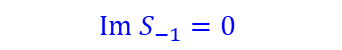 Im S₋₁ = 0